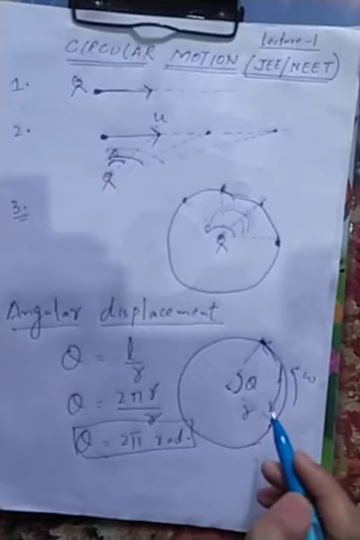 Lecture-1
CIRCULAR MOTION (JEE/NEET)
1.
2.
u
3.
Angular displacement
θ = l/r
θ = 2πr/r
θ = 2π rad.
θ
r
ω